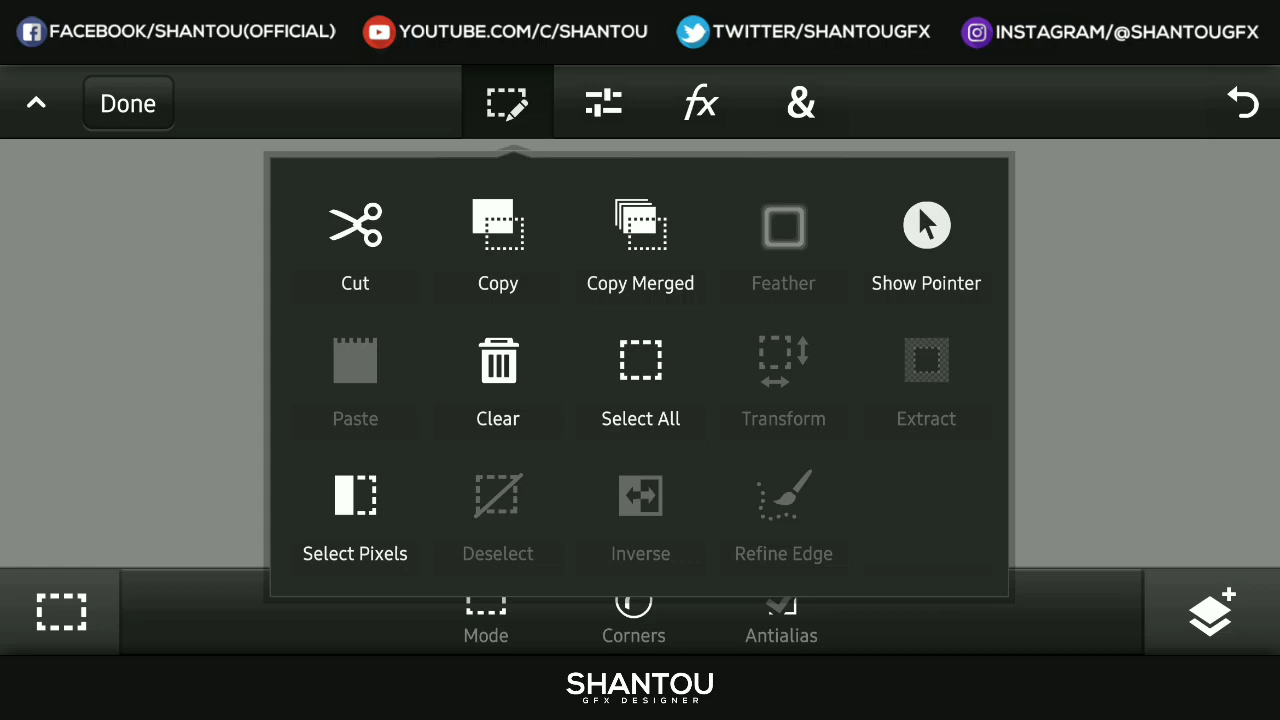 FACEBOOK/SHANTOU(OFFICIAL) YOUTUBE.COM/C/SHANTOU TWITTER/SHANTOUGFX INSTAGRAM/@SHANTOUGFX
Done fx &
Cut Copy Copy Merged Feather Show Pointer
Paste Clear Select All Transform Extract
Select Pixels Deselect Inverse Refine Edge
Mode Corners Antialias
SHANTOU
GFX DESIGNER